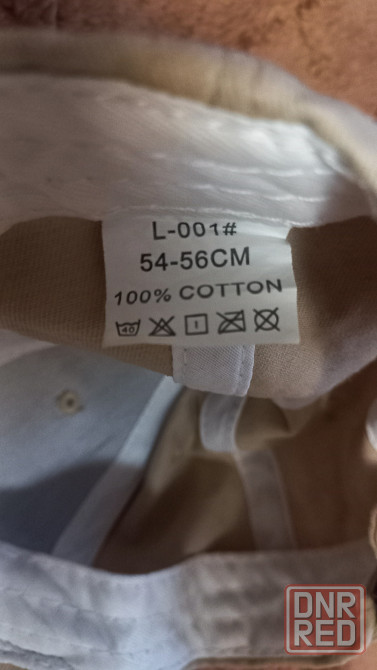 L-001#
54-56CM
100% COTTON
40
DNR
RED